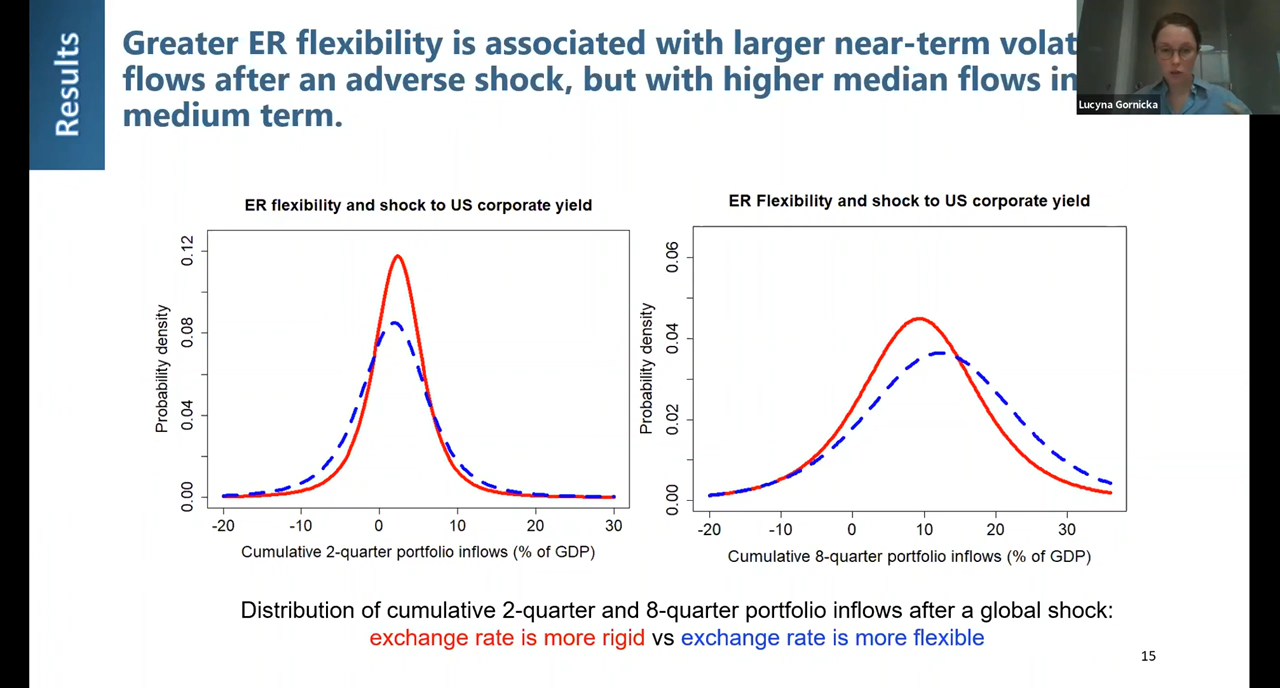 Results
Greater ER flexibility is associated with larger near-term
flows after an adverse shock, but with higher median flows in
medium term.
Lucyna Gornicka
ER flexibility and shock to US corporate yield
Probability density
0.12
0.08
0.04
0.00
-20 -10 0 10 20 30
Cumulative 2-quarter portfolio inflows (% of GDP)
ER Flexibility and shock to US corporate yield
Probability density
0.06
0.04
0.02
0.00
-20 -10 0 10 20 30
Cumulative 8-quarter portfolio inflows (% of GDP)
Distribution of cumulative 2-quarter and 8-quarter portfolio inflows after a global shock:
exchange rate is more rigid vs exchange rate is more flexible
15